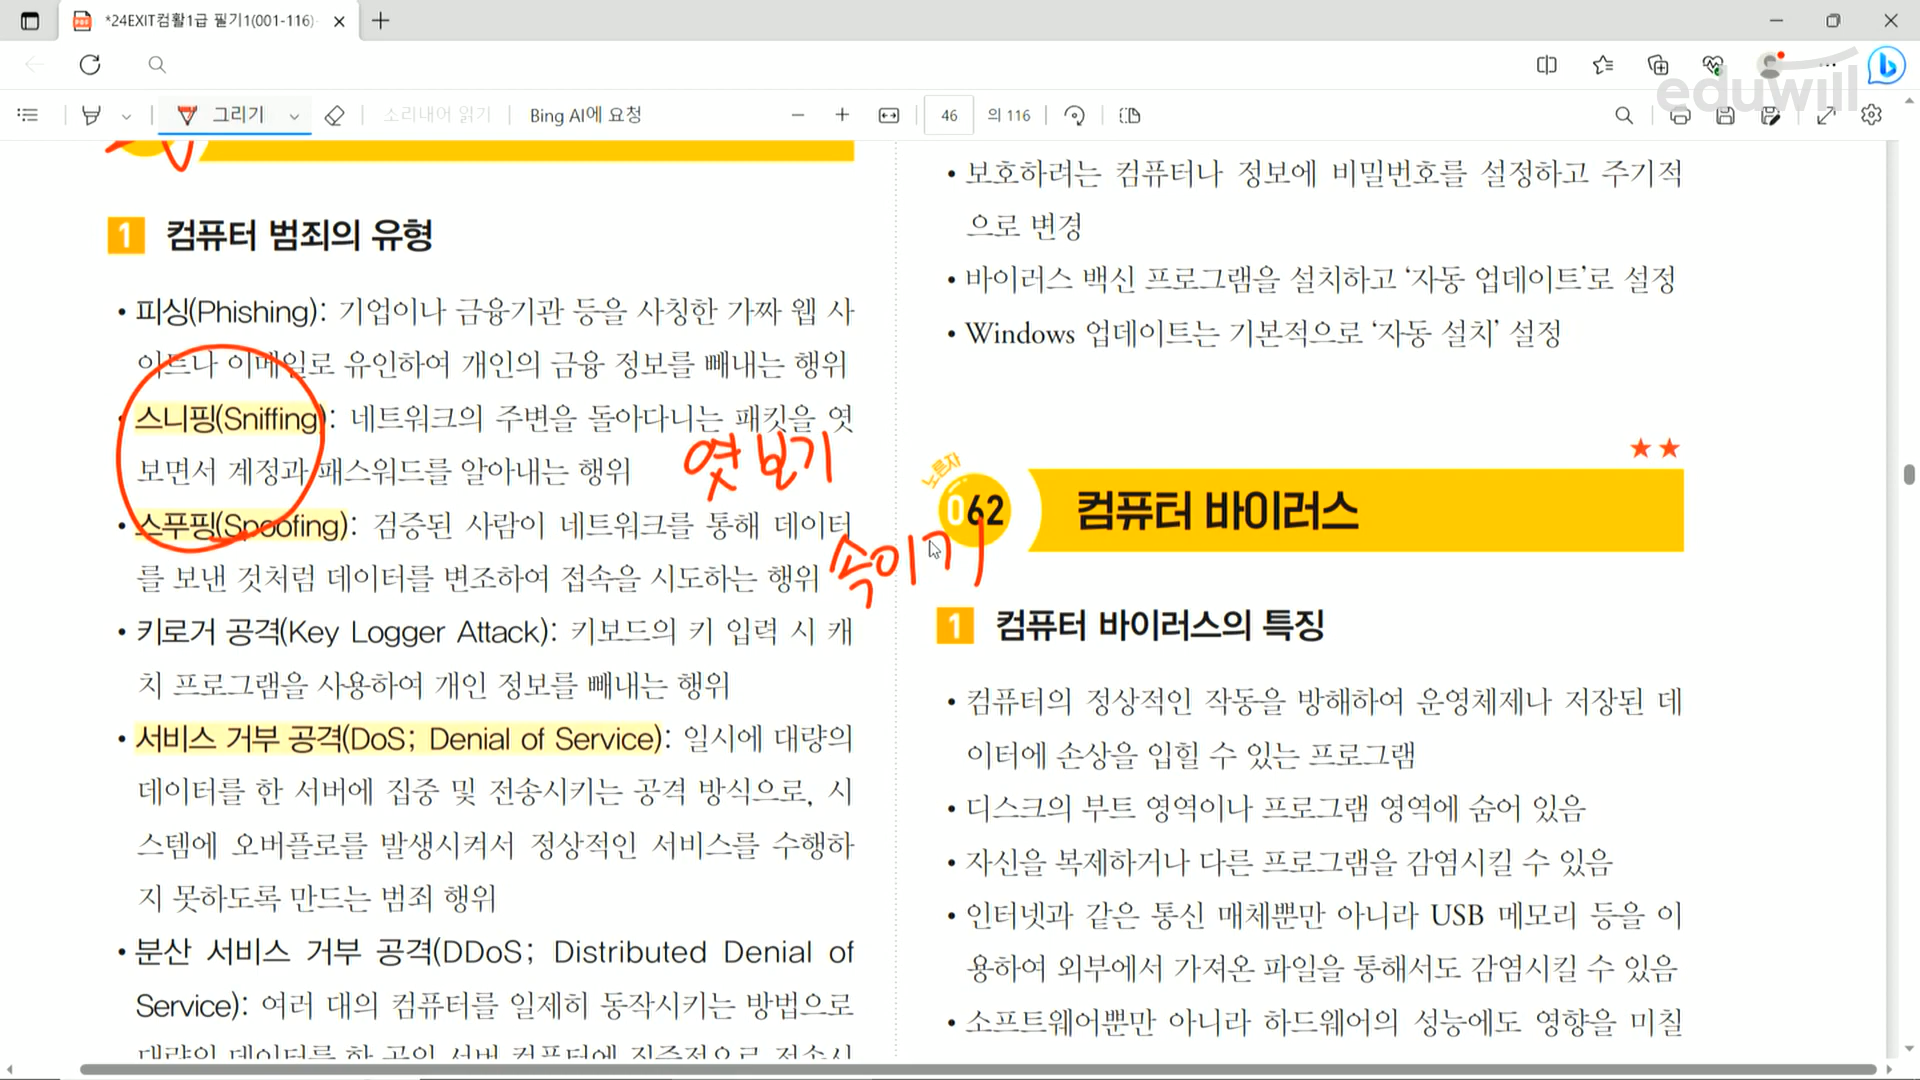 *24EXIT컴활1급 필기1(001-116)
eduwill
그리기
소리내어 읽기
Bing AI에 요청
46
의 116
1 컴퓨터 범죄의 유형
• 피싱(Phishing): 기업이나 금융기관 등을 사칭한 가짜 웹 사
이트나 이메일로 유인하여 개인의 금융 정보를 빼내는 행위
• 스니핑(Sniffing): 네트워크의 주변을 돌아다니는 패킷을 엿
보면서 계정과 패스워드를 알아내는 행위
엿보기
• 스푸핑(Spoofing): 검증된 사람이 네트워크를 통해 데이터
를 보낸 것처럼 데이터를 변조하여 접속을 시도하는 행위
속이기
• 키로거 공격(Key Logger Attack): 키보드의 키 입력 시 캐
치 프로그램을 사용하여 개인 정보를 빼내는 행위
• 서비스 거부 공격(DoS; Denial of Service): 일시에 대량의
데이터를 한 서버에 집중 및 전송시키는 공격 방식으로, 시
스템에 오버플로를 발생시켜서 정상적인 서비스를 수행하
지 못하도록 만드는 범죄 행위
• 분산 서비스 거부 공격(DDoS; Distributed Denial of
Service): 여러 대의 컴퓨터를 일제히 동작시키는 방법으로
대량의 데이터를 한 곳의 서버 컴퓨터에 집중적으로 전송시
• 보호하려는 컴퓨터나 정보에 비밀번호를 설정하고 주기적
으로 변경
• 바이러스 백신 프로그램을 설치하고 ‘자동 업데이트’로 설정
• Windows 업데이트는 기본적으로 ‘자동 설치’ 설정
★★
노른자
062 컴퓨터 바이러스
1 컴퓨터 바이러스의 특징
• 컴퓨터의 정상적인 작동을 방해하여 운영체제나 저장된 데
이터에 손상을 입힐 수 있는 프로그램
• 디스크의 부트 영역이나 프로그램 영역에 숨어 있음
• 자신을 복제하거나 다른 프로그램을 감염시킬 수 있음
• 인터넷과 같은 통신 매체뿐만 아니라 USB 메모리 등을 이
용하여 외부에서 가져온 파일을 통해서도 감염시킬 수 있음
• 소프트웨어뿐만 아니라 하드웨어의 성능에도 영향을 미칠